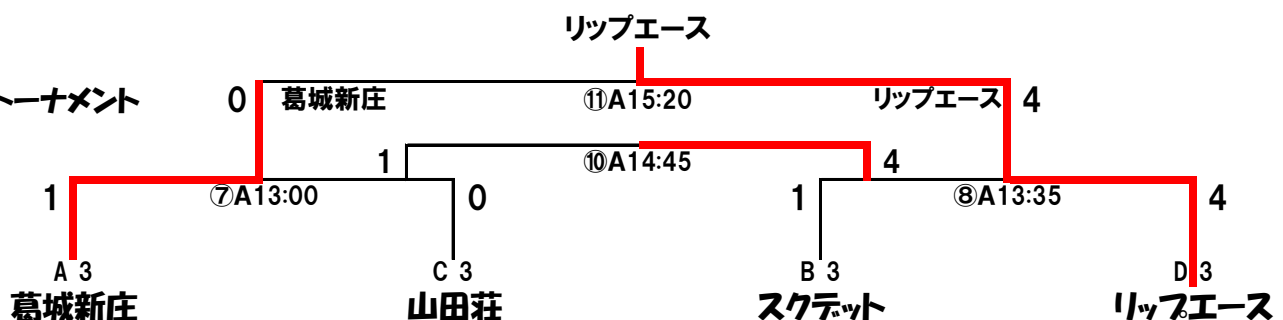 リップエース
トーナメント 0 葛城新庄 ⑪A15:20 リップエース 4
1 ⑩A14:45 4
1 ⑦A13:00 0 1 ⑧A13:35 4
A 3 C 3 B 3 D 3
葛城新庄 山田荘 スクデット リップエース